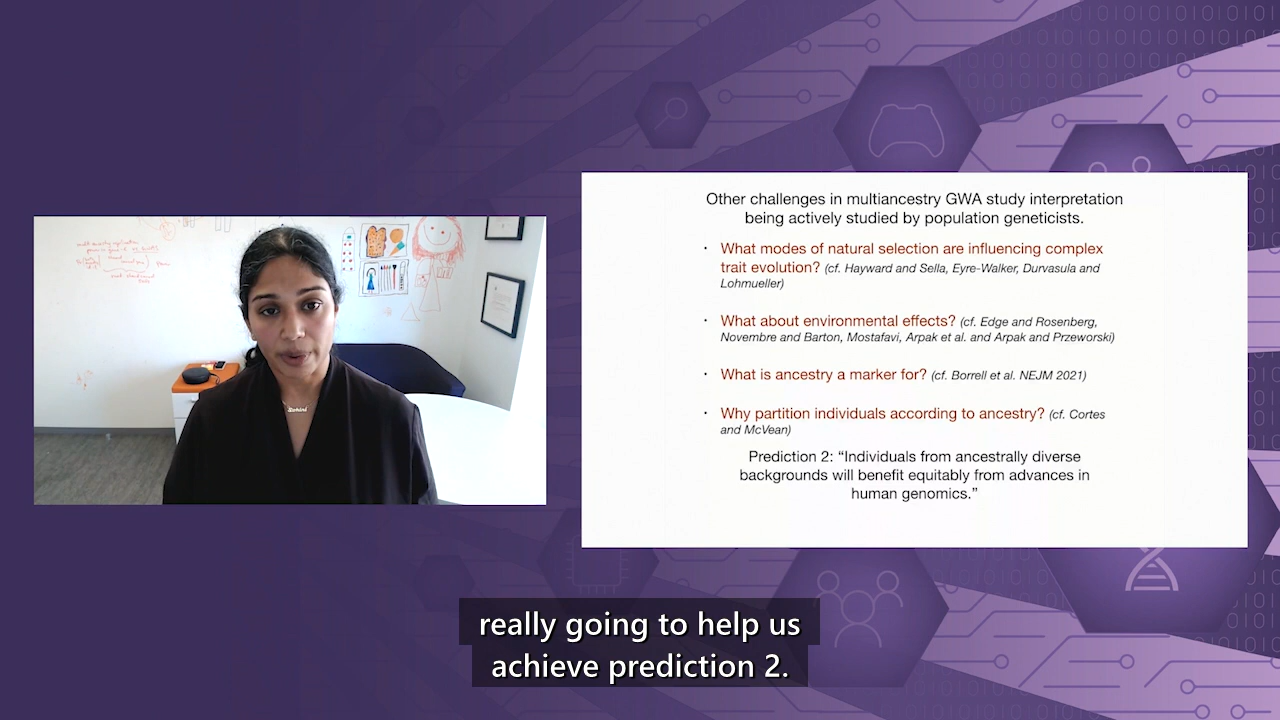 Other challenges in multiancestry GWA study interpretation
being actively studied by population geneticists.
· What modes of natural selection are influencing complex
trait evolution? (cf. Hayward and Sella, Eyre-Walker, Durvasula and
Lohmueller)
· What about environmental effects? (cf. Edge and Rosenberg,
Novembre and Barton, Mostafavi, Arpak et al. and Arpak and Przeworski)
· What is ancestry a marker for? (cf. Borrell et al. NEJM 2021)
· Why partition individuals according to ancestry? (cf. Cortes
and McVean)
Prediction 2: “Individuals from ancestrally diverse
backgrounds will benefit equitably from advances in
human genomics.”
really going to help us
achieve prediction 2.